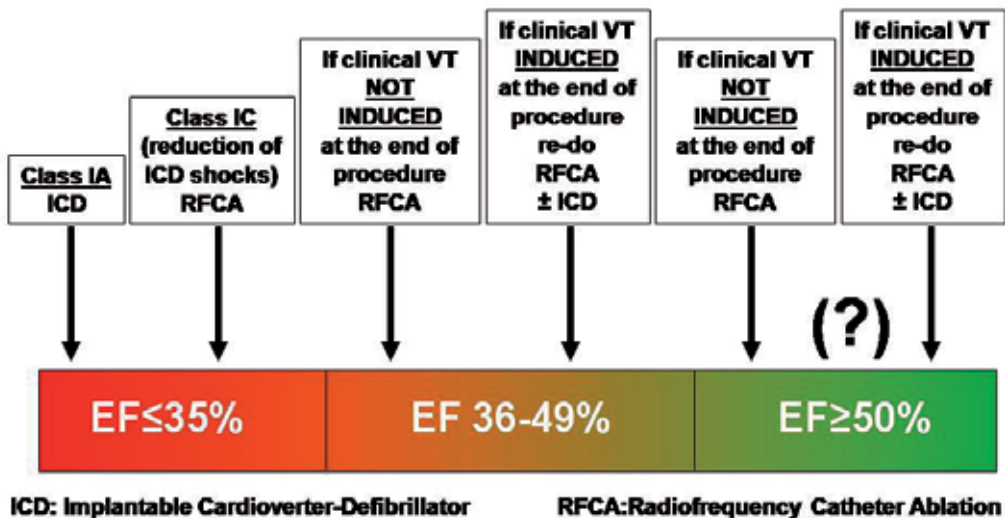 Class IA
ICD
Class IC
(reduction of
ICD shocks)
RFCA
If clinical VT
NOT
INDUCED
at the end of
procedure
RFCA
If clinical VT
INDUCED
at the end of
procedure
re-do
RFCA
± ICD
If clinical VT
NOT
INDUCED
at the end of
procedure
RFCA
If clinical VT
INDUCED
at the end of
procedure
re-do
RFCA
± ICD
(?)
EF≤35%
EF 36-49%
EF≥50%
ICD: Implantable Cardioverter-Defibrillator
RFCA:Radiofrequency Catheter Ablation